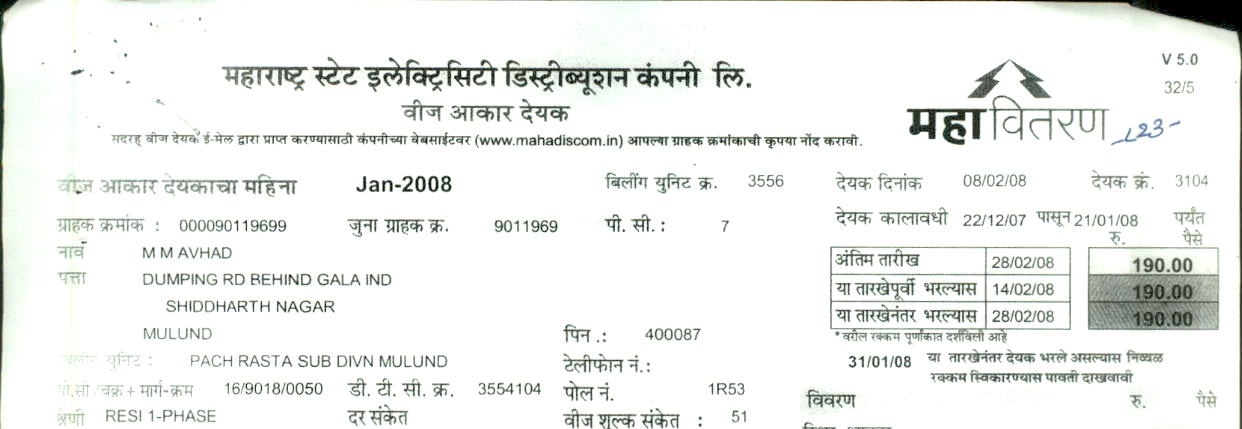 V 5.0
32/5
महाराष्ट्र स्टेट इलेक्ट्रिसिटी डिस्ट्रीब्यूशन कंपनी लि.
वीज आकार देयक
महावितरण
सदरहू वीज देयके ई-मेल द्वारा प्राप्त करण्यासाठी कंपनीच्या वेबसाईटवर (www.mahadiscom.in) आपल्या ग्राहक क्रमांकाची कृपया नोंद करावी.
वीज आकार देयकाचा महिना Jan-2008 बिलींग युनिट क्र. 3556 देयक दिनांक 08/02/08 देयक क्रं. 3104
ग्राहक क्रमांक : 000090119699 जुना ग्राहक क्र. 9011969 पी. सी. : 7 देयक कालावधी 22/12/07 पासून 21/01/08 पर्यंत
रु. पैसे
नावं M M AVHAD
अंतिम तारीख 28/02/08 190.00
पत्ता DUMPING RD BEHIND GALA IND
या तारखेपूर्वी भरल्यास 14/02/08 190.00
SHIDDHARTH NAGAR
या तारखेनंतर भरल्यास 28/02/08 190.00
MULUND पिन .: 400087
* वरील रक्कम पूर्णांकात दर्शविली आहे
युनिट : PACH RASTA SUB DIVN MULUND टेलीफोन नं.:
31/01/08 या तारखेनंतर देयक भरले असल्यास निव्वळ
रक्कम स्विकारण्यास पावती दाखवावी
पी.सी /चक्र + मार्ग-क्रम 16/9018/0050 डी. टी. सी. क्र. 3554104 पोल नं. 1R53
विवरण रु. पैसे
श्रेणी RESI 1-PHASE दर संकेत वीज शुल्क संकेत : 51